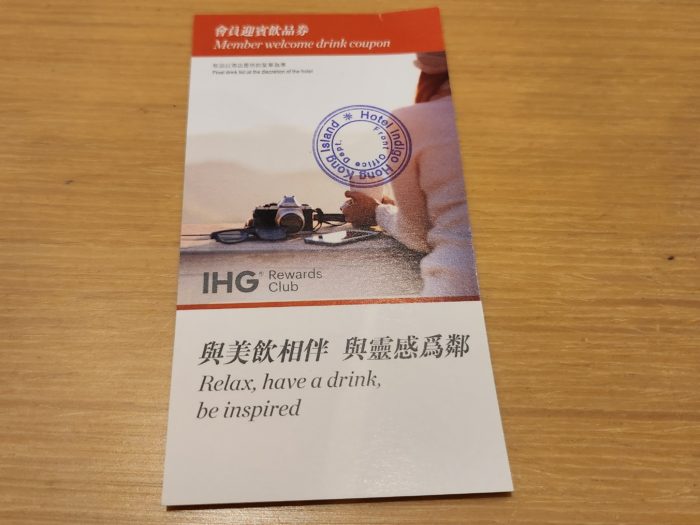 會員迎賓飲品券
Member welcome drink coupon
Final drink list at the discretion of the hotel
Hotel Indigo Hong Kong Island
Front Office Dept.
IHG® Rewards
Club
與美飲相伴 與靈感爲鄰
Relax, have a drink,
be inspired